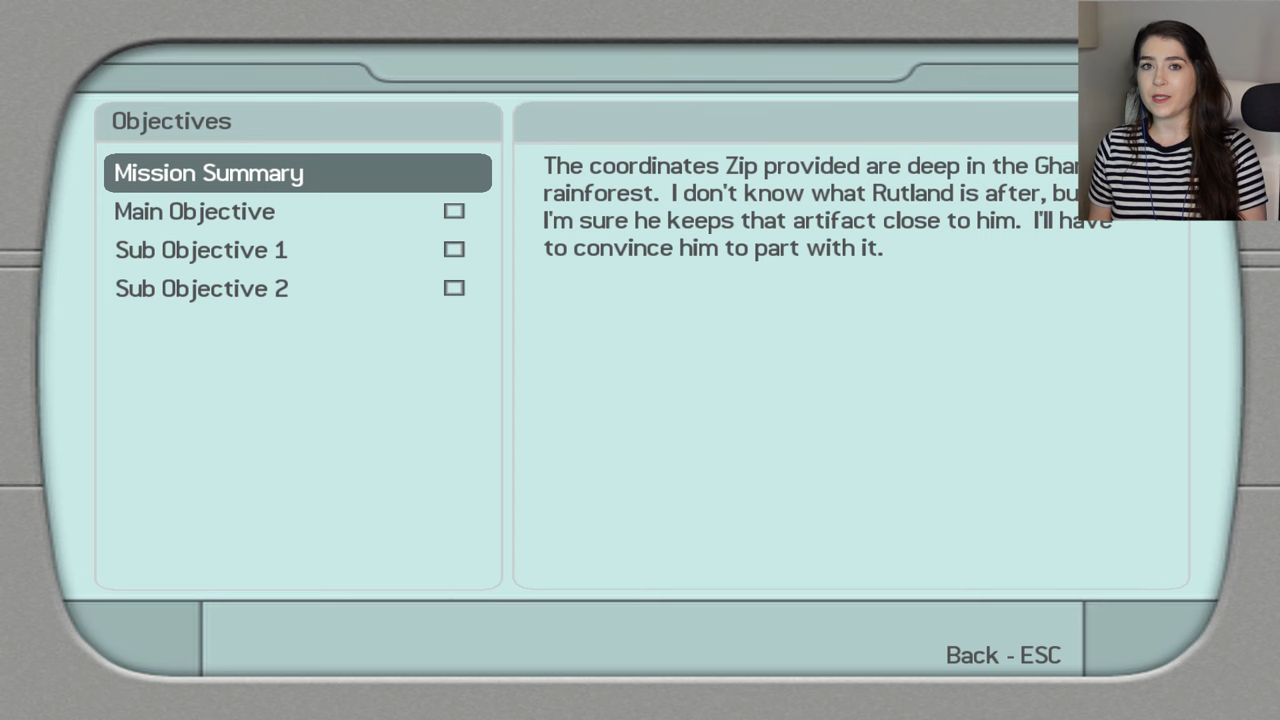 Objectives
Mission Summary
Main Objective
Sub Objective 1
Sub Objective 2
The coordinates Zip provided are deep in the
rainforest.  I don't know what Rutland is after,
I'm sure he keeps that artifact close to him.  I'll have
to convince him to part with it.
Back - ESC